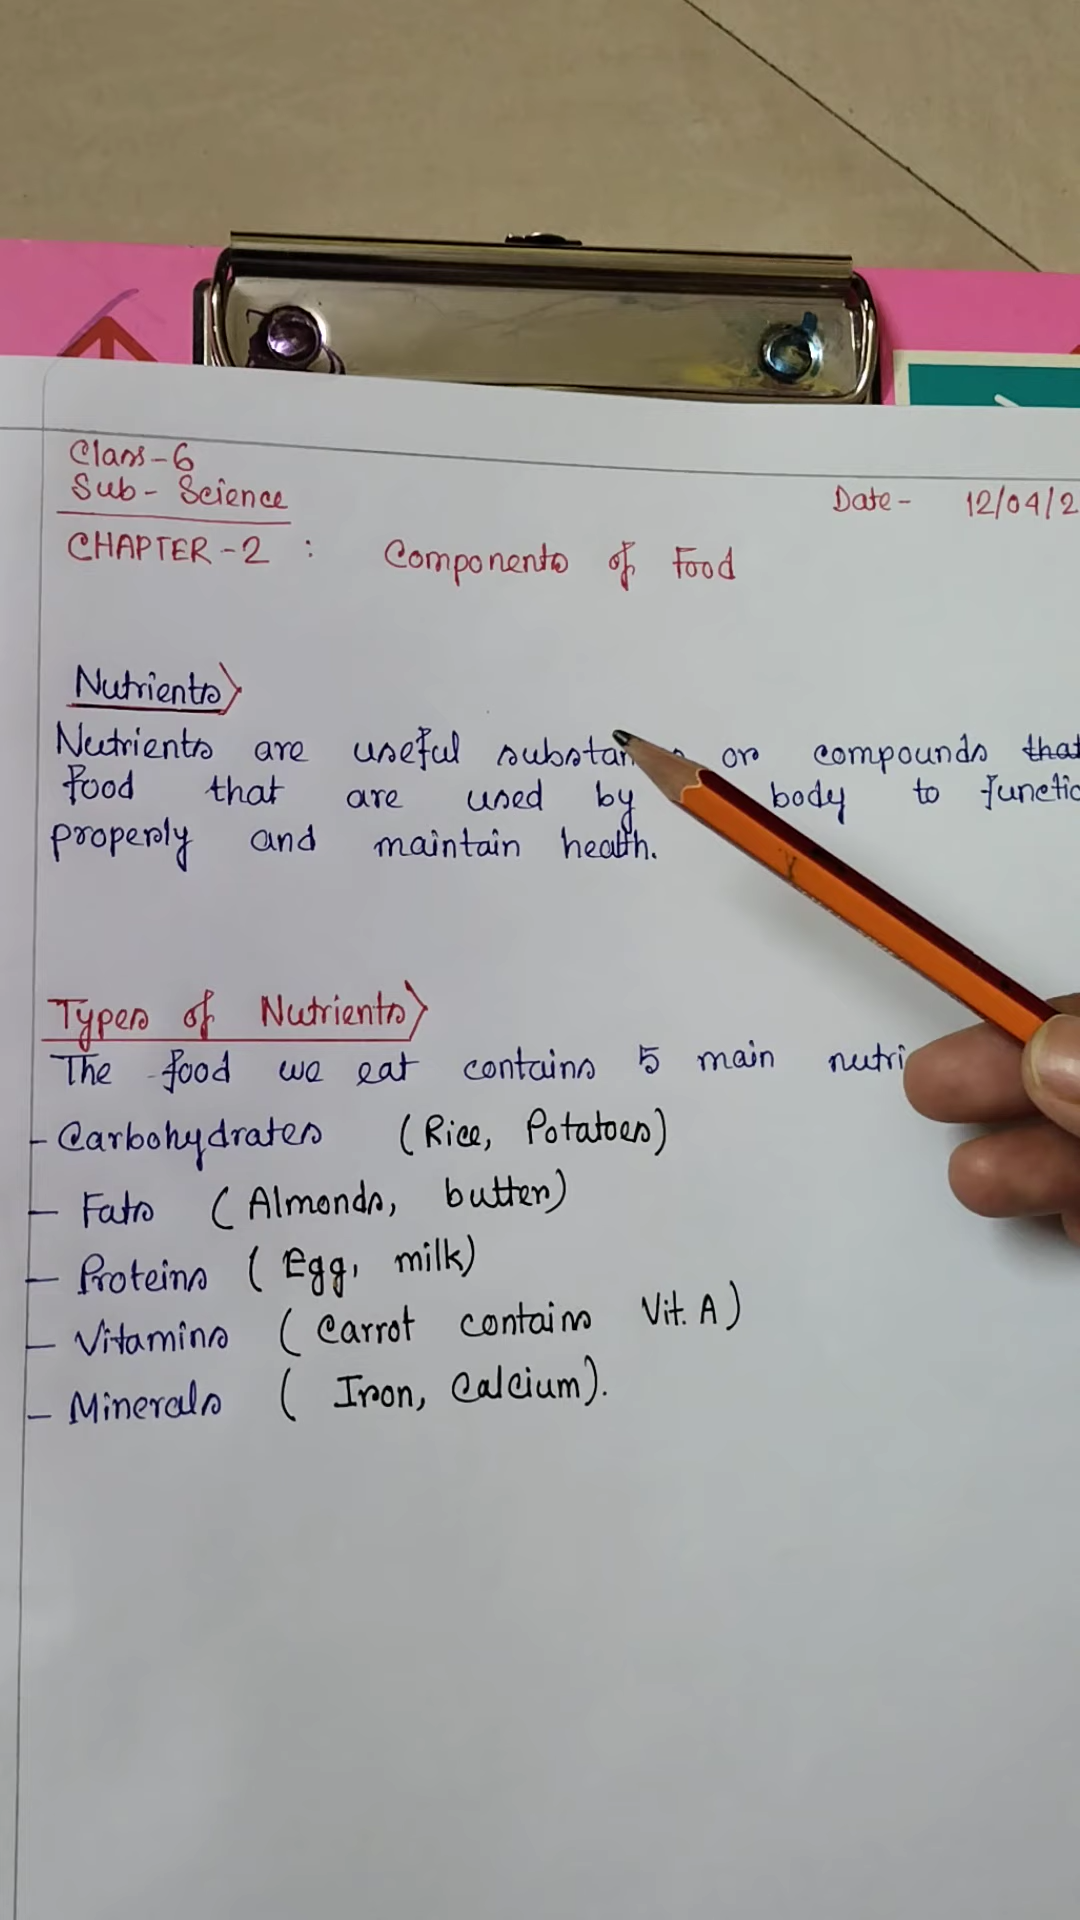 Class-6
Sub- Science
Date- 12/04/2
CHAPTER-2 : Components of Food
Nutrients
Nutrients are useful or compounds that
food that are used by body to
properly and maintain health.
Types of Nutrients
The food we eat contains 5 main
- Carbohydrates (Rice, Potatoes)
- Fats (Almonds, butter)
- Proteins (Egg, milk)
- Vitamins (Carrot contains Vit. A)
- Minerals (Iron, Calcium).